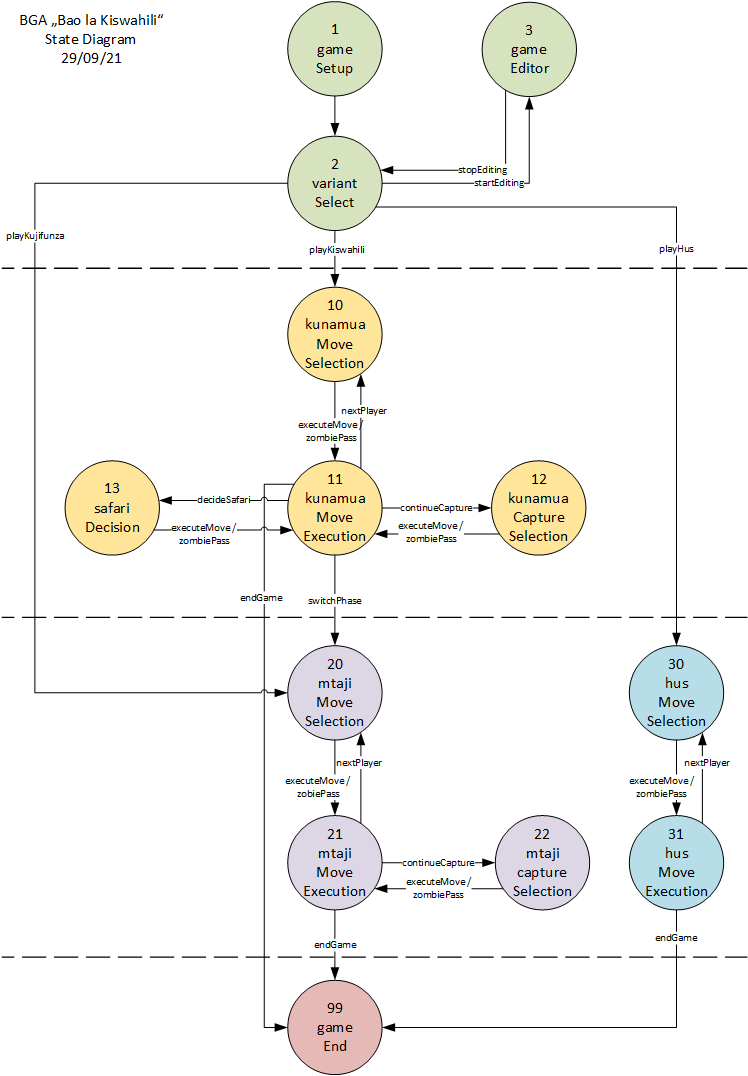 BGA „Bao la Kiswahili“
State Diagram
29/09/21
1
game
Setup
3
game
Editor
stopEditing
startEditing
2
variant
Select
playKujifunza
playKiswahili
playHus
10
kunamua
Move
Selection
nextPlayer
executeMove /
zombiePass
13
safari
Decision
decideSafari
executeMove /
zombiePass
11
kunamua
Move
Execution
continueCapture
executeMove /
zombiePass
12
kunamua
Capture
Selection
endGame
switchPhase
20
mtaji
Move
Selection
30
hus
Move
Selection
nextPlayer
executeMove /
zobiePass
nextPlayer
executeMove /
zombiePass
21
mtaji
Move
Execution
continueCapture
executeMove /
zombiePass
22
mtaji
capture
Selection
31
hus
Move
Execution
endGame
endGame
99
game
End